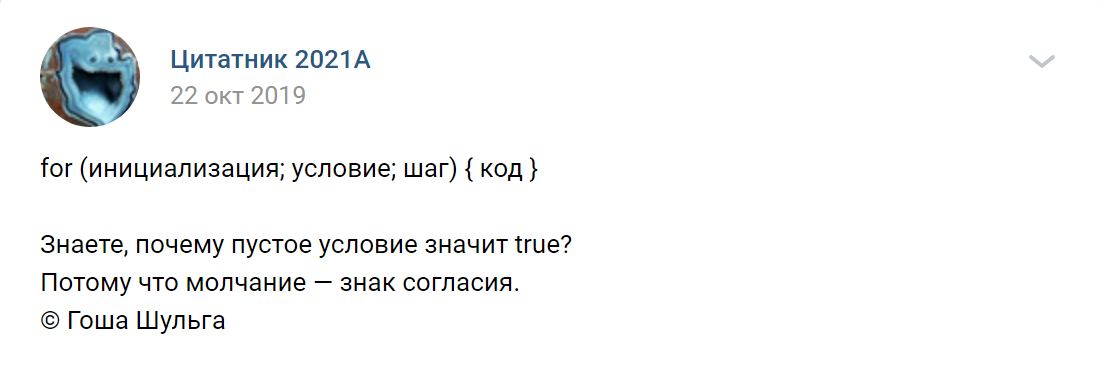 Цитатник 2021А
22 окт 2019
for (инициализация; условие; шаг) { код }
Знаете, почему пустое условие значит true?
Потому что молчание — знак согласия.
© Гоша Шульга